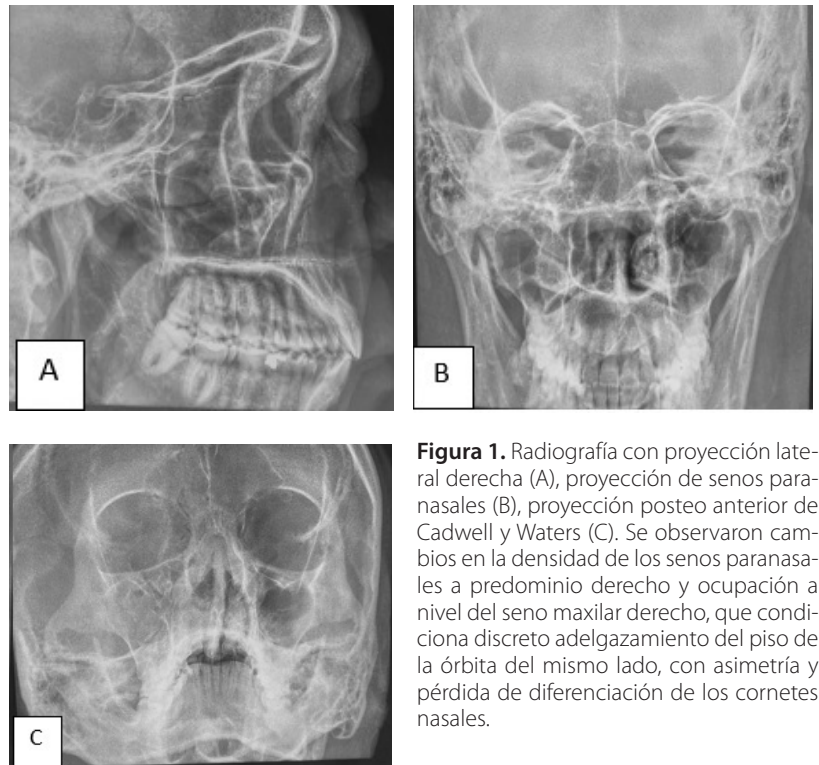 A
B
C
Figura 1. Radiografía con proyección late-
ral derecha (A), proyección de senos para-
nasales (B), proyección posteo anterior de
Cadwell y Waters (C). Se observaron cam-
bios en la densidad de los senos paranasa-
les a predominio derecho y ocupación a
nivel del seno maxilar derecho, que condi-
ciona discreto adelgazamiento del piso de
la órbita del mismo lado, con asimetría y
pérdida de diferenciación de los cornetes
nasales.